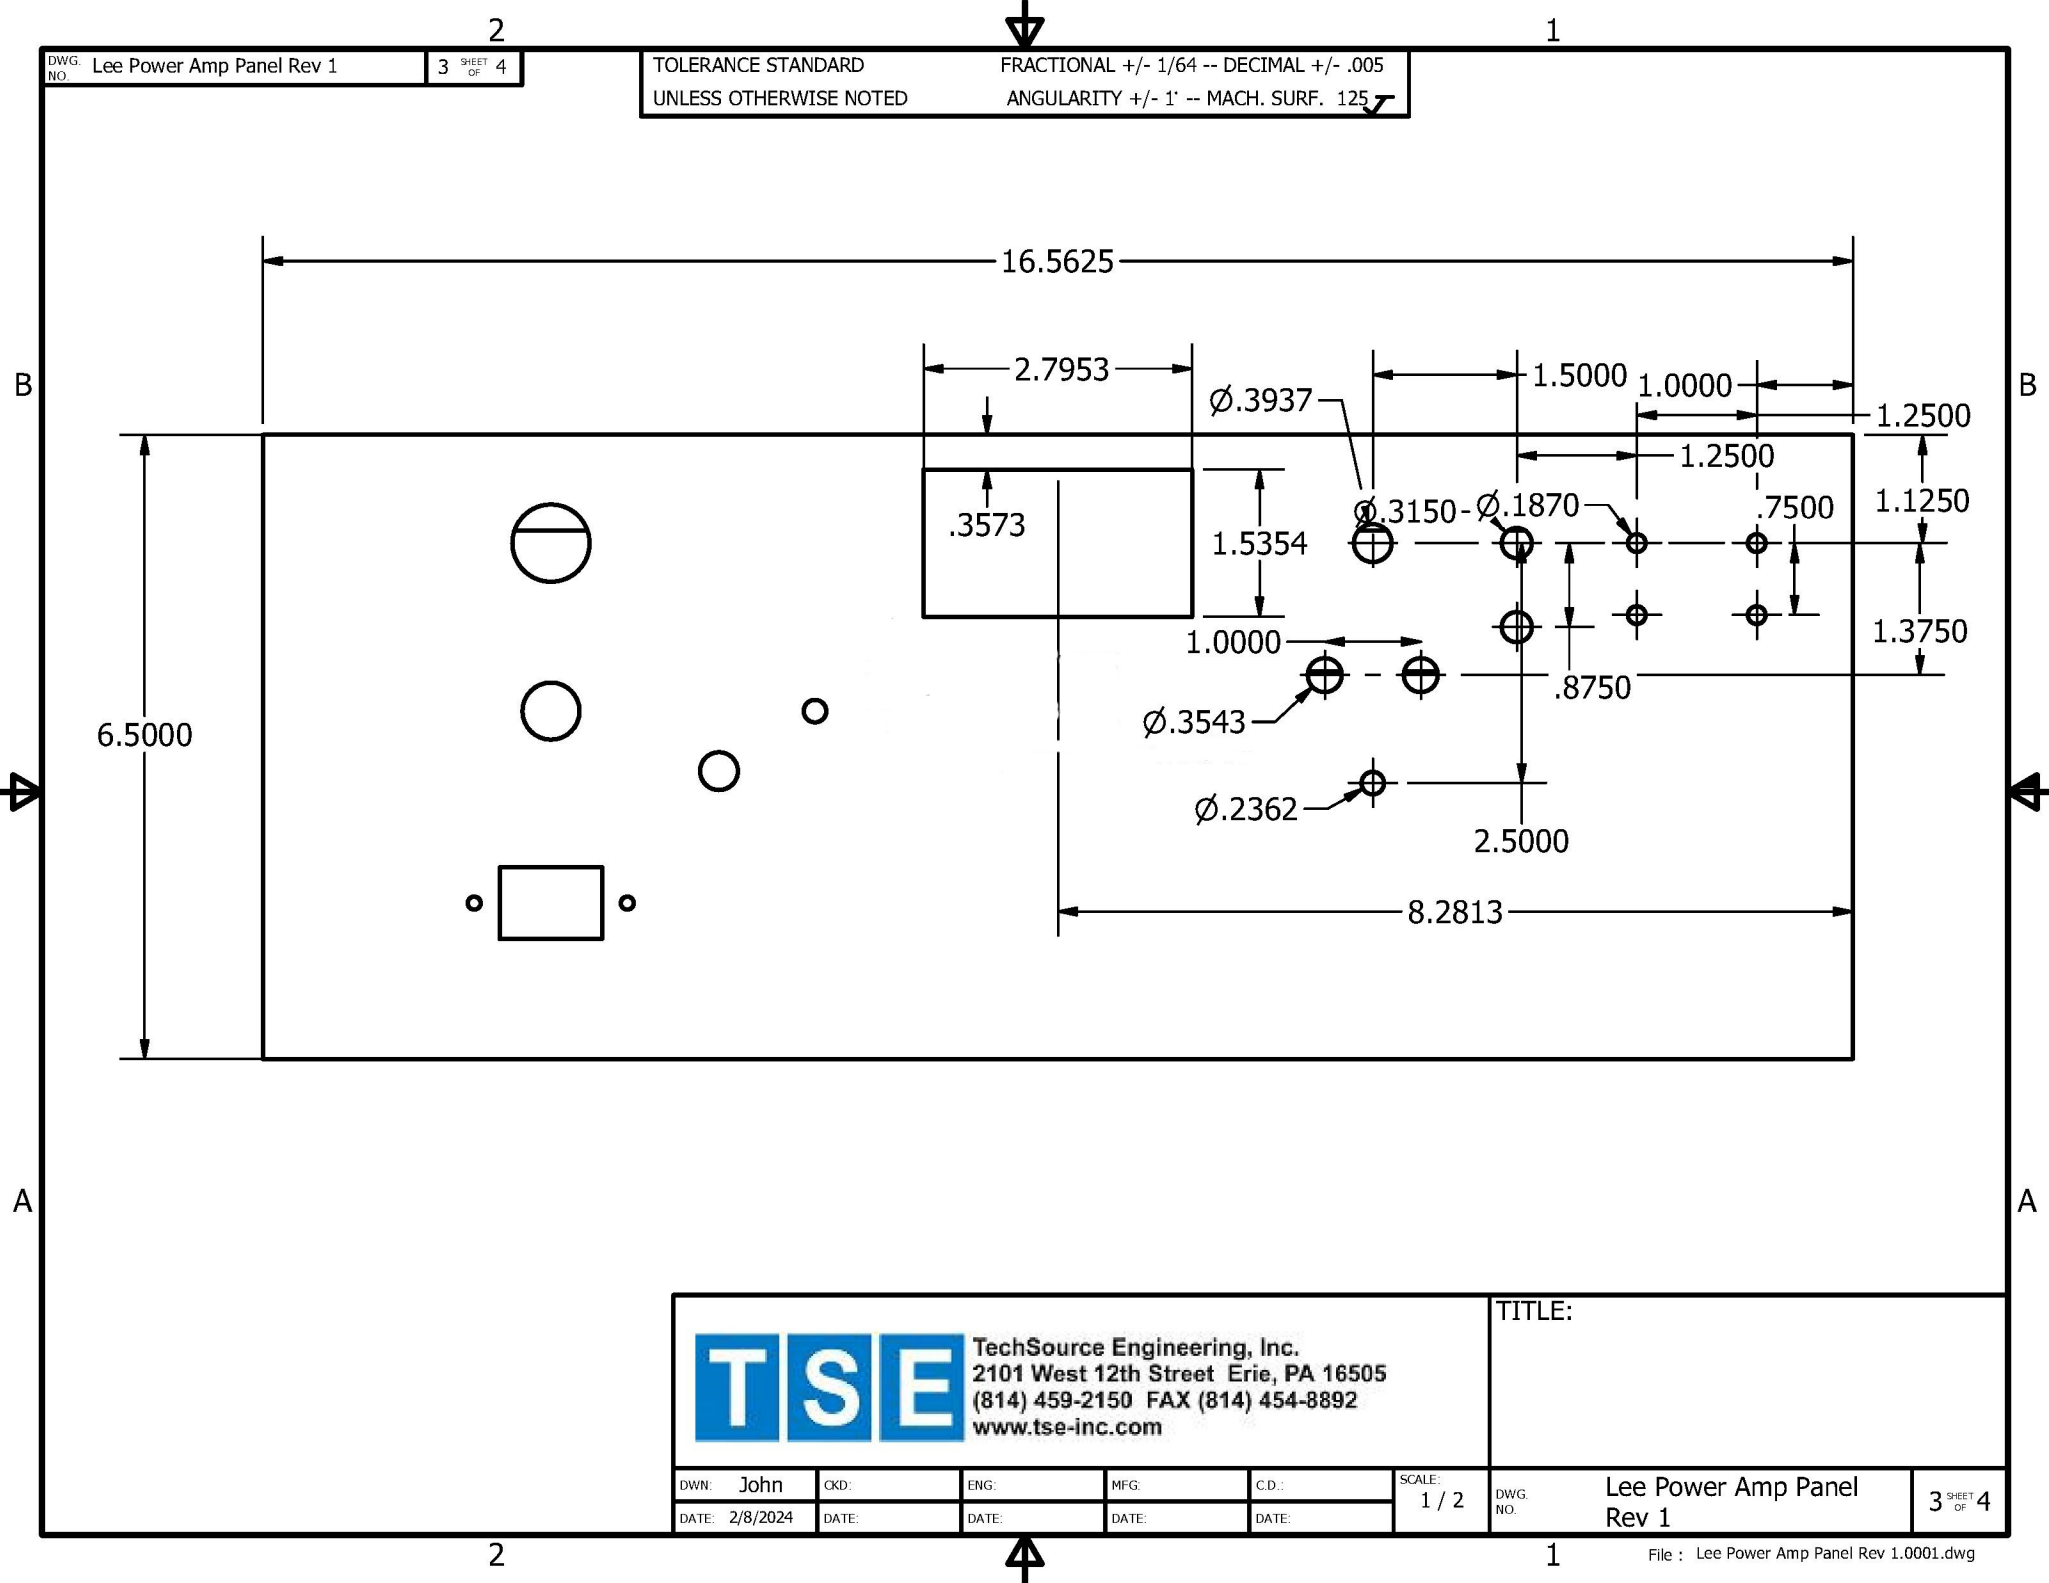 2
1
DWG. NO. Lee Power Amp Panel Rev 1
3 SHEET OF 4
TOLERANCE STANDARD FRACTIONAL +/- 1/64 -- DECIMAL +/- .005
UNLESS OTHERWISE NOTED ANGULARITY +/- 1° -- MACH. SURF. 125
16.5625
B
2.7953
1.5000
1.0000
B
Ø.3937
1.2500
1.2500
.3573
1.5354
Ø.3150
Ø.1870
.7500
1.1250
1.0000
1.3750
.8750
Ø.3543
6.5000
Ø.2362
2.5000
8.2813
A
A
TSE
TechSource Engineering, Inc.
2101 West 12th Street Erie, PA 16505
(814) 459-2150 FAX (814) 454-8892
www.tse-inc.com
TITLE:
DWN: John
CKD:
ENG:
MFG:
C.D.:
SCALE:
1 / 2
DATE: 2/8/2024
DATE:
DATE:
DATE:
DATE:
DWG. NO.
Lee Power Amp Panel
Rev 1
3 SHEET OF 4
2
1
File : Lee Power Amp Panel Rev 1.0001.dwg